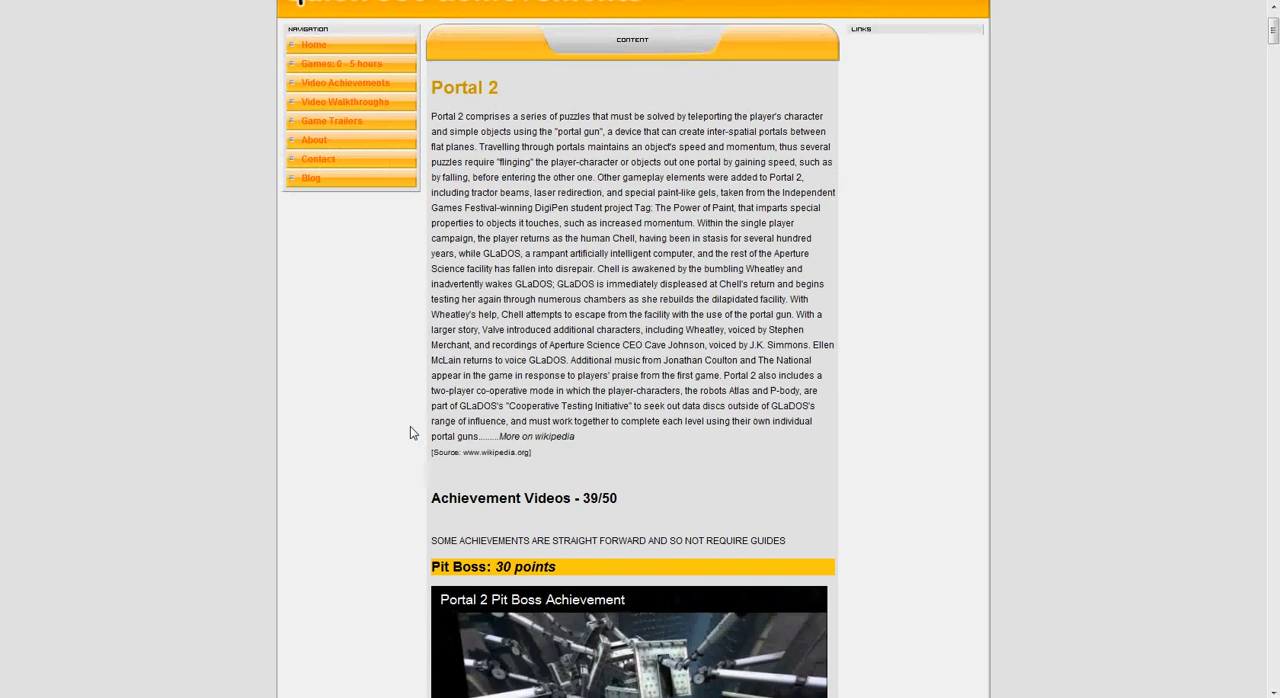 NAVIGATION
Home
Games: 0 - 5 hours
Video Achievements
Video Walkthroughs
Game Trailers
About
Contact
Blog
CONTENT
LINKS
Portal 2
Portal 2 comprises a series of puzzles that must be solved by teleporting the player's character
and simple objects using the "portal gun", a device that can create inter-spatial portals between
flat planes. Travelling through portals maintains an object's speed and momentum, thus several
puzzles require "flinging" the player-character or objects out one portal by gaining speed, such as
by falling, before entering the other one. Other gameplay elements were added to Portal 2,
including tractor beams, laser redirection, and special paint-like gels, taken from the Independent
Games Festival-winning DigiPen student project Tag: The Power of Paint, that imparts special
properties to objects it touches, such as increased momentum. Within the single player
campaign, the player returns as the human Chell, having been in stasis for several hundred
years, while GLaDOS, a rampant artificially intelligent computer, and the rest of the Aperture
Science facility has fallen into disrepair. Chell is awakened by the bumbling Wheatley and
inadvertently wakes GLaDOS; GLaDOS is immediately displeased at Chell's return and begins
testing her again through numerous chambers as she rebuilds the dilapidated facility. With
Wheatley's help, Chell attempts to escape from the facility with the use of the portal gun. With a
larger story, Valve introduced additional characters, including Wheatley, voiced by Stephen
Merchant, and recordings of Aperture Science CEO Cave Johnson, voiced by J.K. Simmons. Ellen
McLain returns to voice GLaDOS. Additional music from Jonathan Coulton and The National
appear in the game in response to players' praise from the first game. Portal 2 also includes a
two-player co-operative mode in which the player-characters, the robots Atlas and P-body, are
part of GLaDOS's "Cooperative Testing Initiative" to seek out data discs outside of GLaDOS's
range of influence, and must work together to complete each level using their own individual
portal guns........More on wikipedia
[Source: www.wikipedia.org]
Achievement Videos - 39/50
SOME ACHIEVEMENTS ARE STRAIGHT FORWARD AND SO NOT REQUIRE GUIDES
Pit Boss: 30 points
Portal 2 Pit Boss Achievement